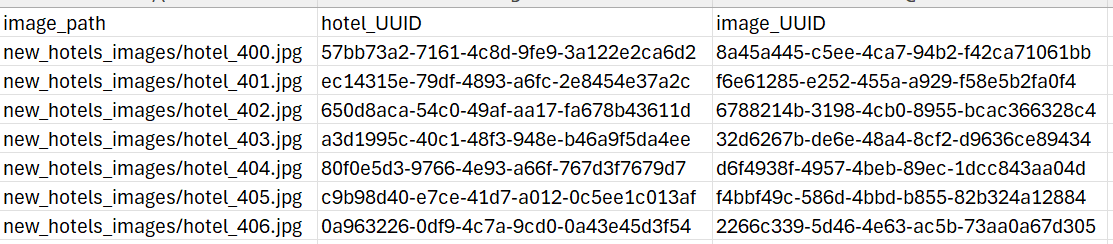 image_path hotel_UUID image_UUID
new_hotels_images/hotel_400.jpg 57bb73a2-7161-4c8d-9fe9-3a122e2ca6d2 8a45a445-c5ee-4ca7-94b2-f42ca71061bb
new_hotels_images/hotel_401.jpg ec14315e-79df-4893-a6fc-2e8454e37a2c f6e61285-e252-455a-a929-f58e5b2fa0f4
new_hotels_images/hotel_402.jpg 650d8aca-54c0-49af-aa17-fa678b43611d 6788214b-3198-4cb0-8955-bcac366328c4
new_hotels_images/hotel_403.jpg a3d1995c-40c1-48f3-948e-b46a9f5da4ee 32d6267b-de6e-48a4-8cf2-d9636ce89434
new_hotels_images/hotel_404.jpg 80f0e5d3-9766-4e93-a66f-767d3f7679d7 d6f4938f-4957-4beb-89ec-1dcc843aa04d
new_hotels_images/hotel_405.jpg c9b98d40-e7ce-41d7-a012-0c5ee1c013af f4bbf49c-586d-4bbd-b855-82b324a12884
new_hotels_images/hotel_406.jpg 0a963226-0df9-4c7a-9cd0-0a43e45d3f54 2266c339-5d46-4e63-ac5b-73aa0a67d305